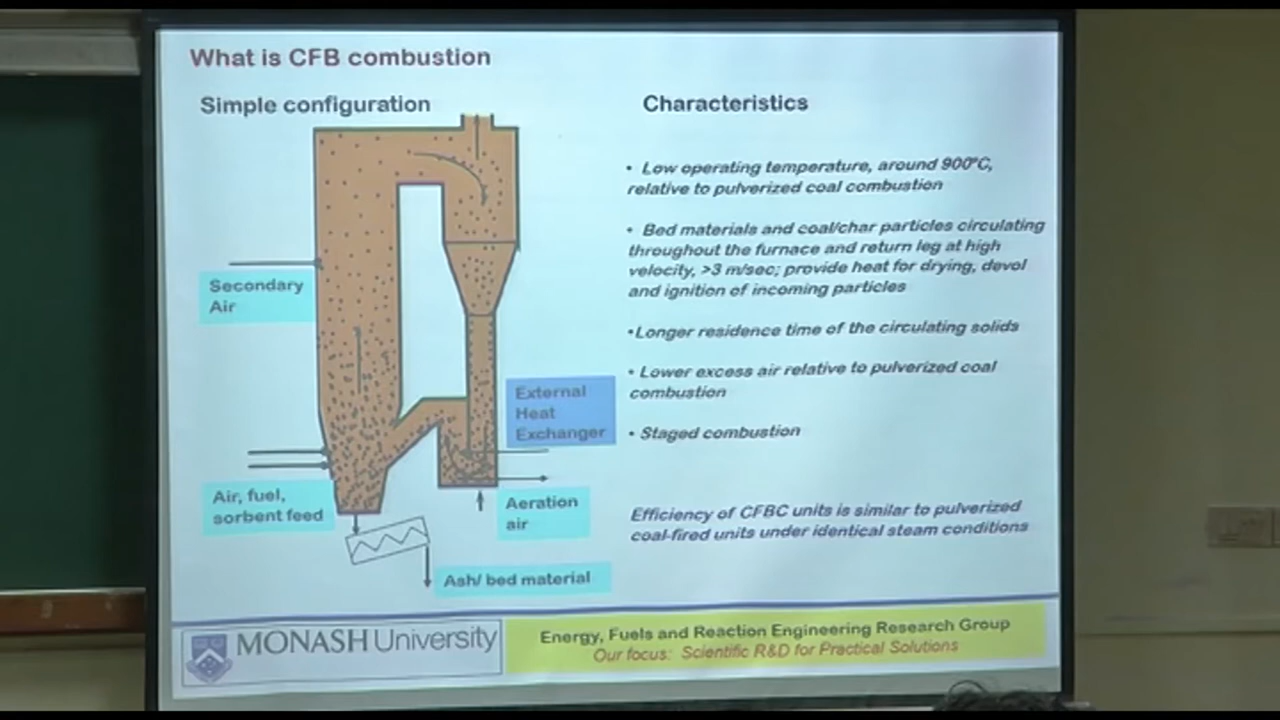 What is CFB combustion
Simple configuration
Secondary
Air
External
Heat
Exchanger
Air, fuel,
sorbent feed
Aeration
air
Ash/ bed material
Characteristics
• Low operating temperature, around 900ºC,
relative to pulverized coal combustion
• Bed materials and coal/char particles circulating
throughout the furnace and return leg at high
velocity, >3 m/sec; provide heat for drying, devol
and ignition of incoming particles
•Longer residence time of the circulating solids
• Lower excess air relative to pulverized coal
combustion
• Staged combustion
Efficiency of CFBC units is similar to pulverized
coal-fired units under identical steam conditions
MONASH University
Energy, Fuels and Reaction Engineering Research Group
Our focus: Scientific R&D for Practical Solutions